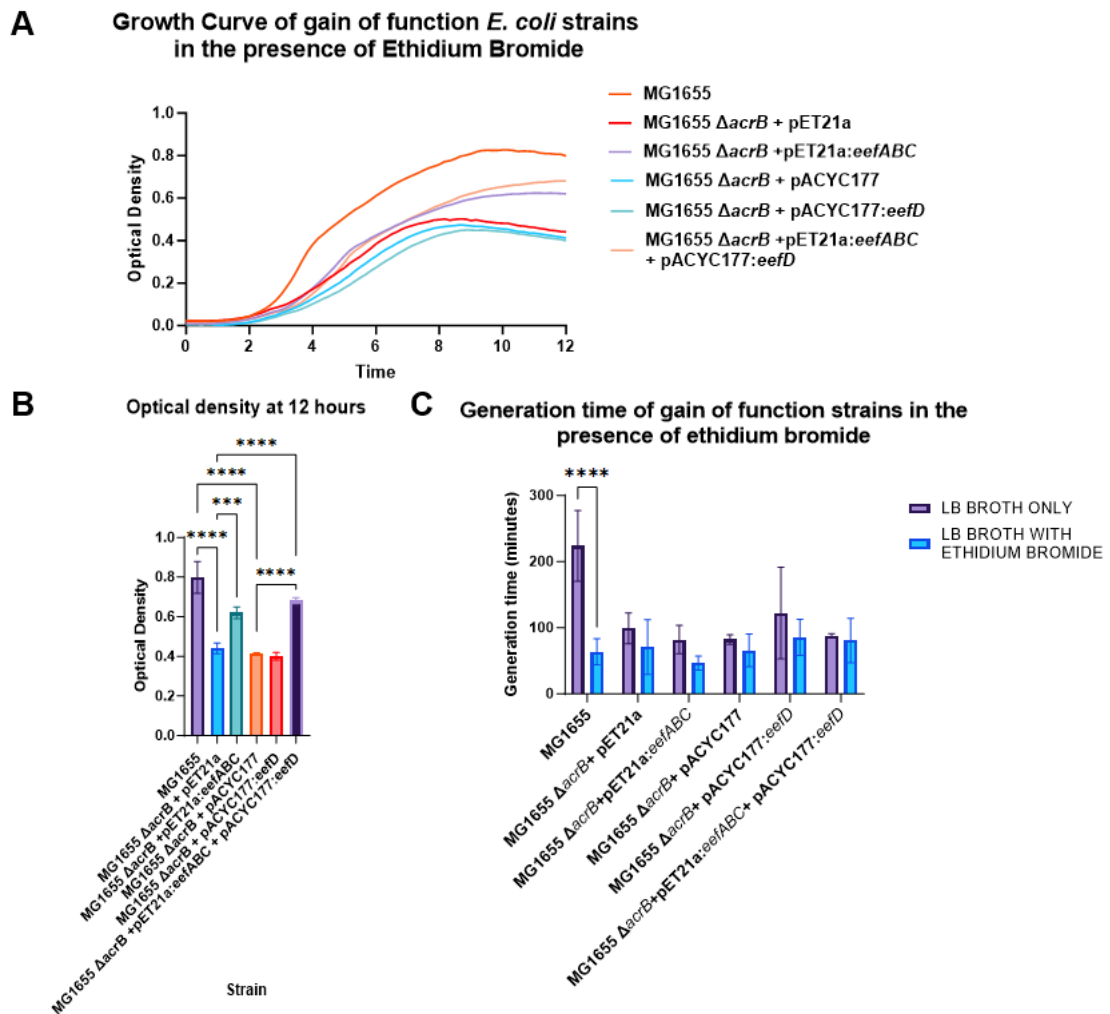 A
Growth Curve of gain of function E. coli strains
in the presence of Ethidium Bromide
1.0
0.8
0.6
0.4
0.2
0.0
Optical Density
0 2 4 6 8 10 12
Time
MG1655
MG1655 ΔacrB + pET21a
MG1655 ΔacrB +pET21a:eefABC
MG1655 ΔacrB + pACYC177
MG1655 ΔacrB + pACYC177:eefD
MG1655 ΔacrB +pET21a:eefABC
+ pACYC177:eefD
B
Optical density at 12 hours
****
****
***
****
****
1.0
0.8
0.6
0.4
0.2
0.0
Optical Density
MG1655
MG1655 ΔacrB + pET21a
MG1655 ΔacrB +pET21a:eefABC
MG1655 ΔacrB + pACYC177
MG1655 ΔacrB + pACYC177:eefD
MG1655 ΔacrB +pET21a:eefABC + pACYC177:eefD
Strain
C
Generation time of gain of function strains in the
presence of ethidium bromide
****
300
200
100
0
Generation time (minutes)
MG1655
MG1655 ΔacrB+ pET21a
MG1655 ΔacrB+pET21a:eefABC
MG1655 ΔacrB+ pACYC177
MG1655 ΔacrB+ pACYC177:eefD
MG1655 ΔacrB+pET21a:eefABC+ pACYC177:eefD
LB BROTH ONLY
LB BROTH WITH
ETHIDIUM BROMIDE